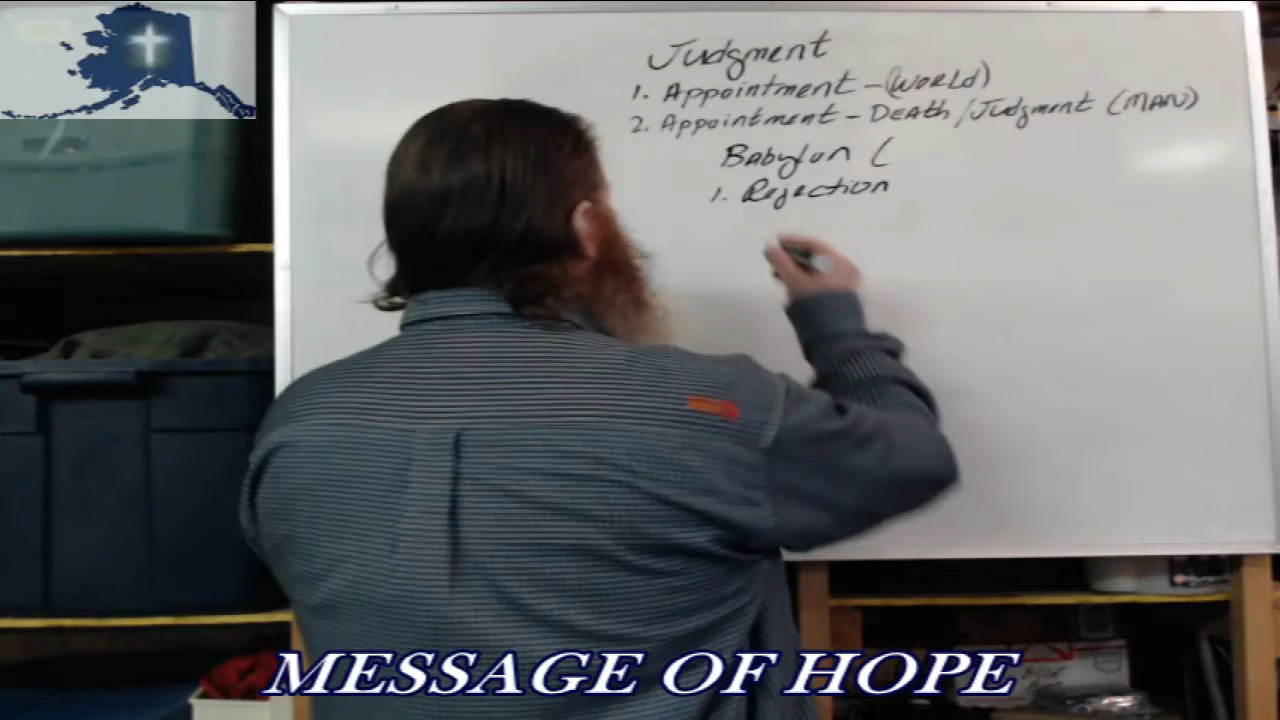 Judgment
1. Appointment - (WORLD)
2. Appointment - Death/Judgment (MAN)
Babylon (
1. Rejection
MESSAGE OF HOPE